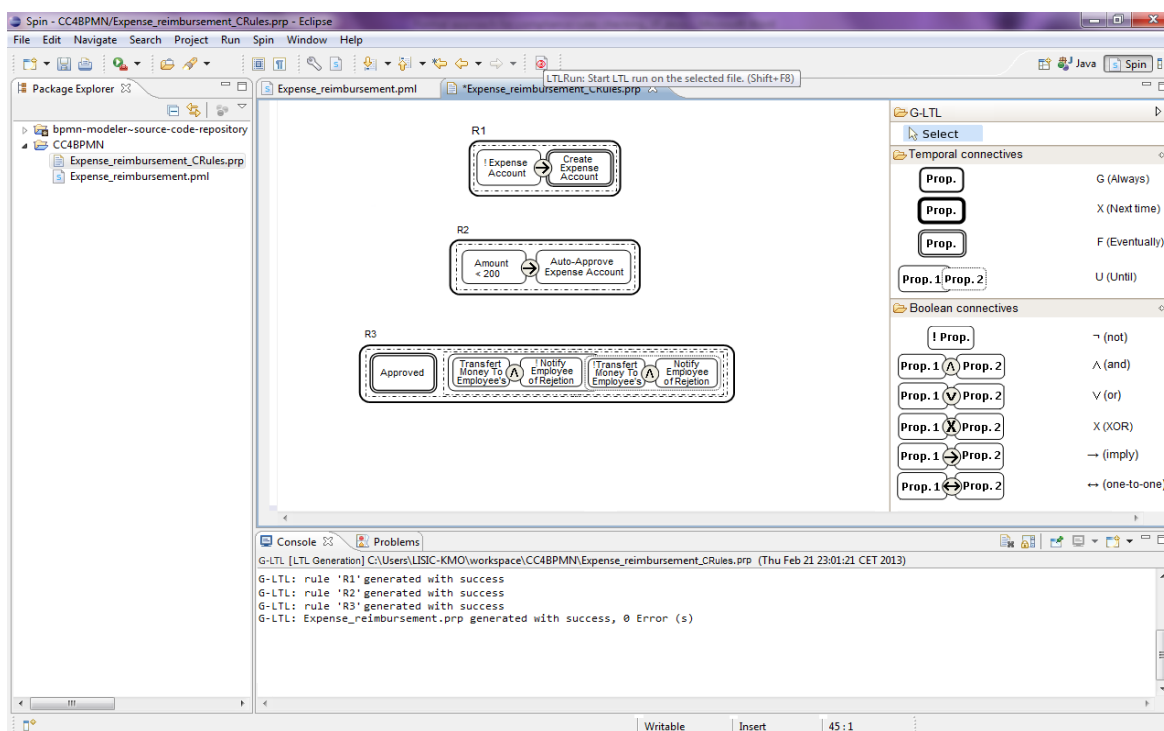 Spin - CC4BPMN/Expense_reimbursement_CRules.prp - Eclipse
File Edit Navigate Search Project Run Spin Window Help
LTLRun: Start LTL run on the selected file. (Shift+F8)
Java
Spin
Package Explorer
bpmn-modeler~source-code-repository
CC4BPMN
Expense_reimbursement_CRules.prp
Expense_reimbursement.pml
Expense_reimbursement.pml
*Expense_reimbursement_CRules.prp
R1
! Expense
Account
Create
Expense
Account
R2
Amount
< 200
Auto-Approve
Expense Account
R3
Approved
Transfert
Money To
Employee's
Λ
! Notify
Employee
of Rejetion
!Transfert
Money To
Employee's
Λ
Notify
Employee
of Rejetion
G-LTL
Select
Temporal connectives
Prop. G (Always)
Prop. X (Next time)
Prop. F (Eventually)
Prop. 1 Prop. 2 U (Until)
Boolean connectives
! Prop. ¬ (not)
Prop. 1 Λ Prop. 2 Λ (and)
Prop. 1 V Prop. 2 V (or)
Prop. 1 X Prop. 2 X (XOR)
Prop. 1 → Prop. 2 → (imply)
Prop. 1 ↔ Prop. 2 ↔ (one-to-one)
Console Problems
G-LTL [LTL Generation] C:\Users\LISIC-KMO\workspace\CC4BPMN\Expense_reimbursement_CRules.prp (Thu Feb 21 23:01:21 CET 2013)
G-LTL: rule 'R1' generated with success
G-LTL: rule 'R2' generated with success
G-LTL: rule 'R3' generated with success
G-LTL: Expense_reimbursement.prp generated with success, 0 Error (s)
Writable Insert 45 : 1